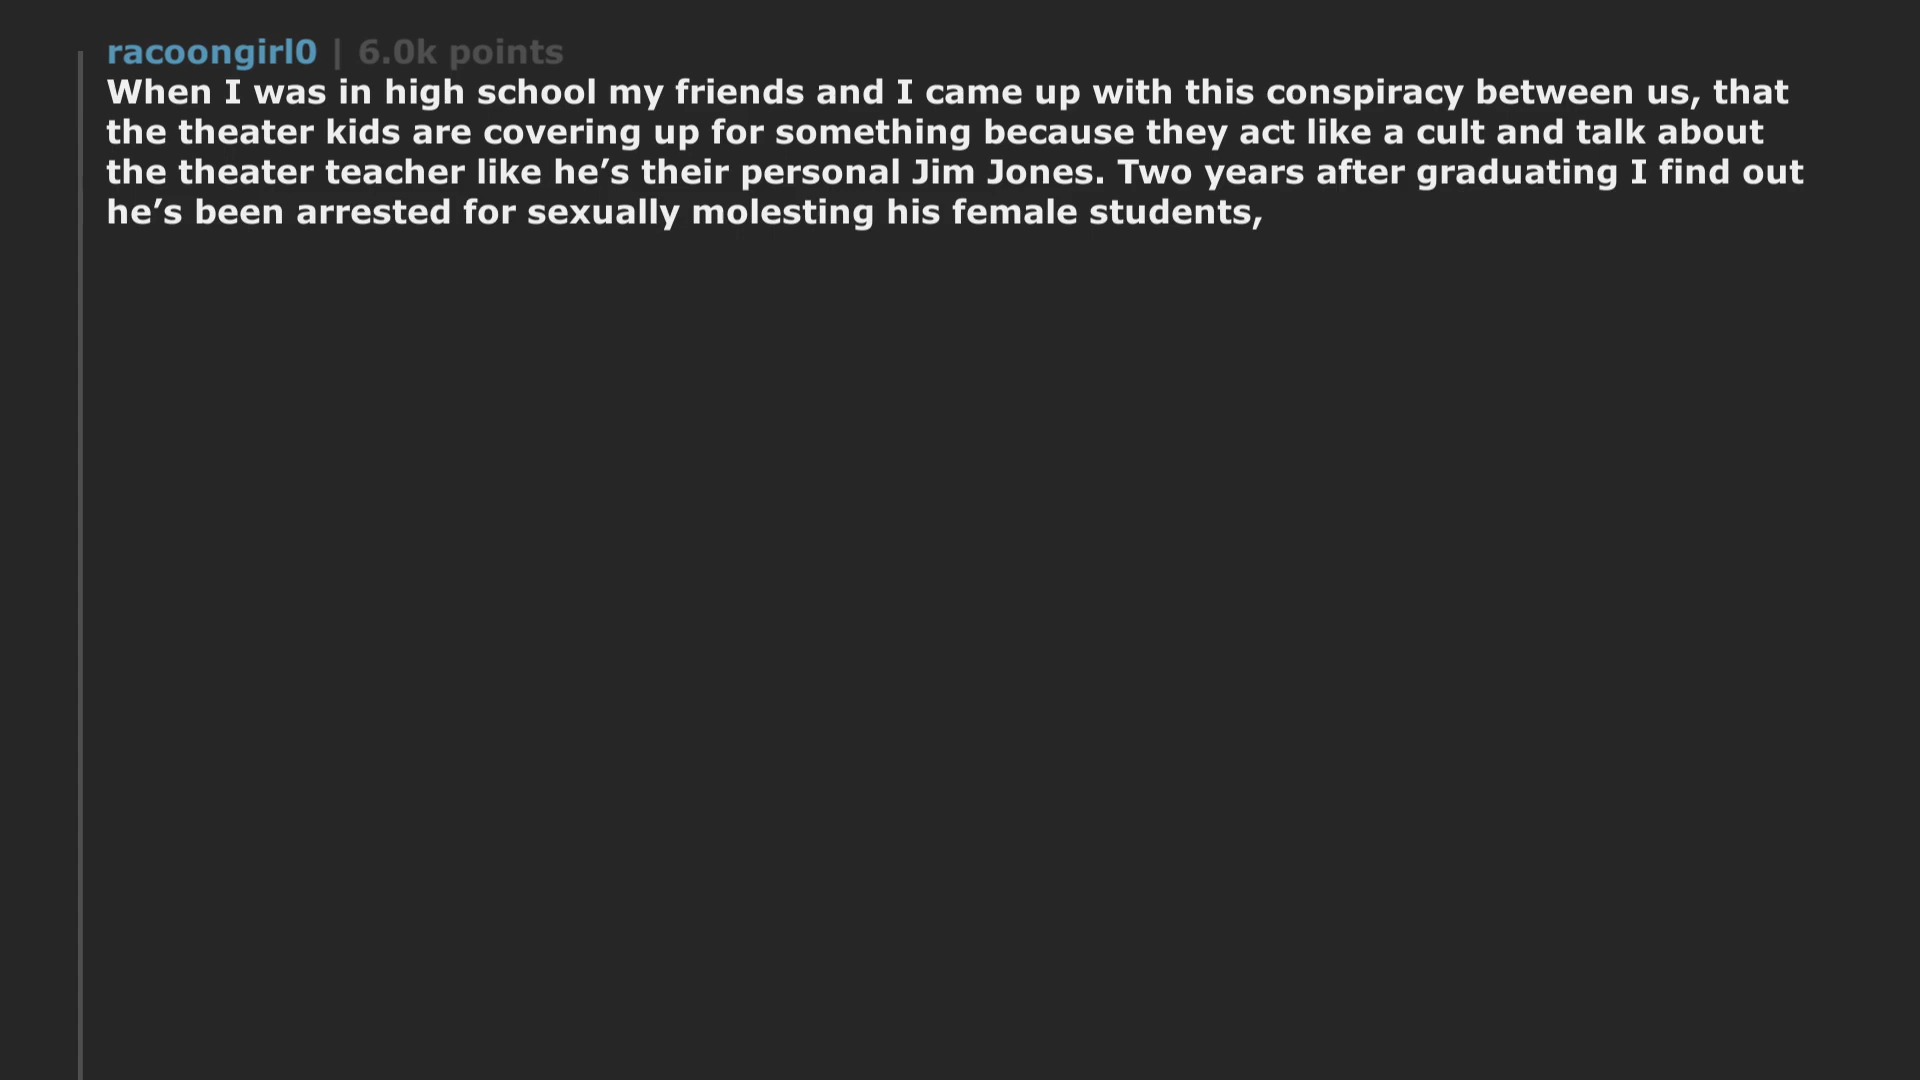 racoongirl0 | 6.0k points
When I was in high school my friends and I came up with this conspiracy between us, that
the theater kids are covering up for something because they act like a cult and talk about
the theater teacher like he’s their personal Jim Jones. Two years after graduating I find out
he’s been arrested for sexually molesting his female students,